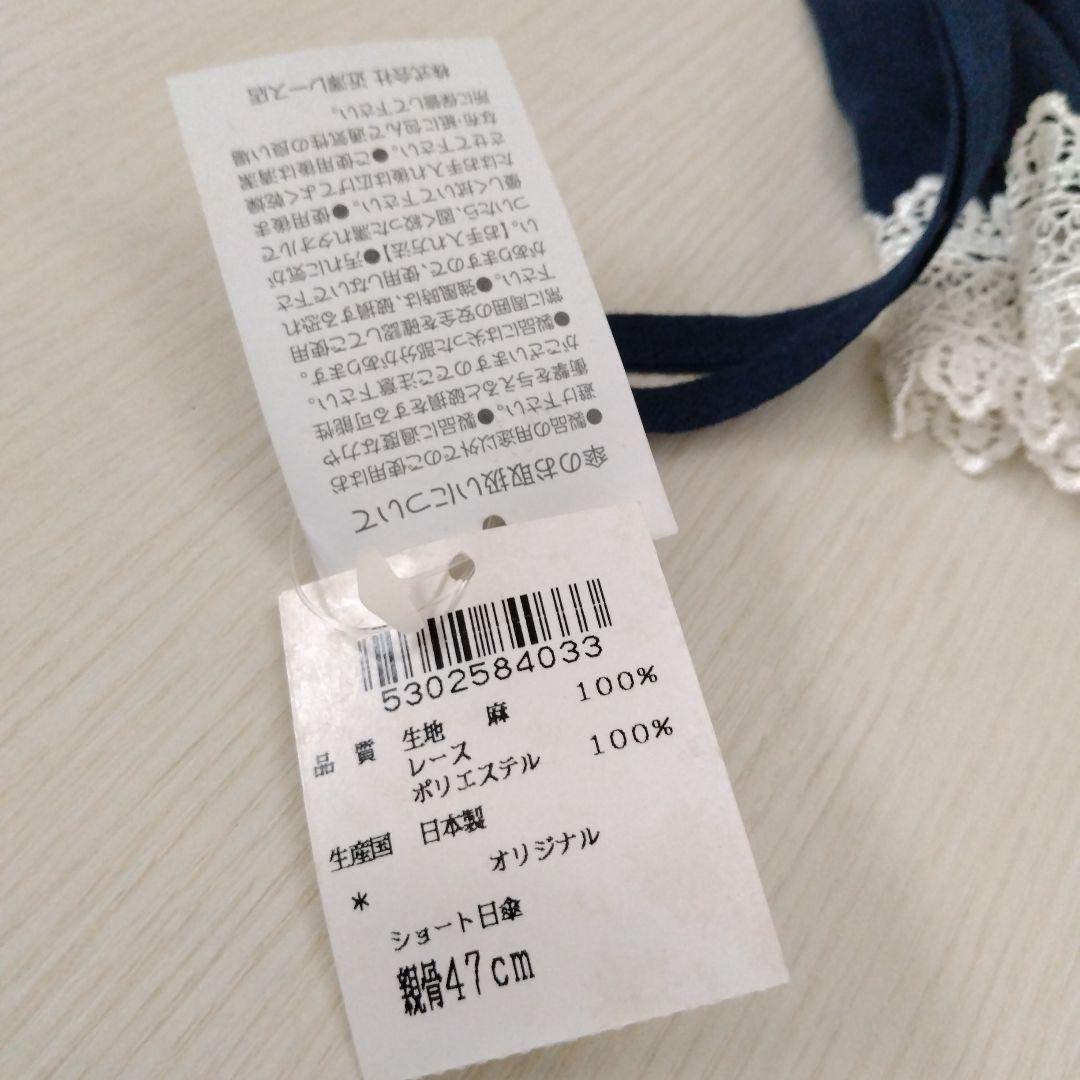 傘のお取扱いについて
●製品の用途以外でのご使用はお
避け下さい。●製品に過度な力や
衝撃を与えると破損をする可能性
がございますのでご注意下さい。
●製品には尖った部分があります。
常に周囲の安全を確認してご使用
下さい。●強風時は、破損する恐れ
がありますので、使用しないで下さ
い。【お手入れ方法】●汚れに気が
ついたら、固く絞った濡れタオルで
優しく拭いて下さい。●使用後ま
たはお手入れ後は広げてよく乾燥
させて下さい。●ご使用後は清潔
な布・紙に包んで通気性の良い場
所に保管して下さい。
株式会社 近澤レース店
5302584033
品質 生地 麻 100%
レース
ポリエステル 100%
生産国 日本製
* オリジナル
ショート日傘
親骨47cm